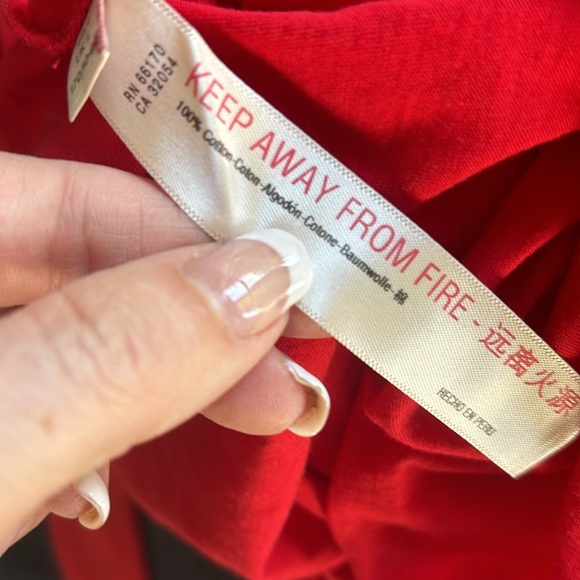 RN 66170
CA 32054
KEEP AWAY FROM FIRE - 远离火源
100% Cotton-Coton-Algodón-Cotone-Baumwolle-棉
HECHO EN PERU